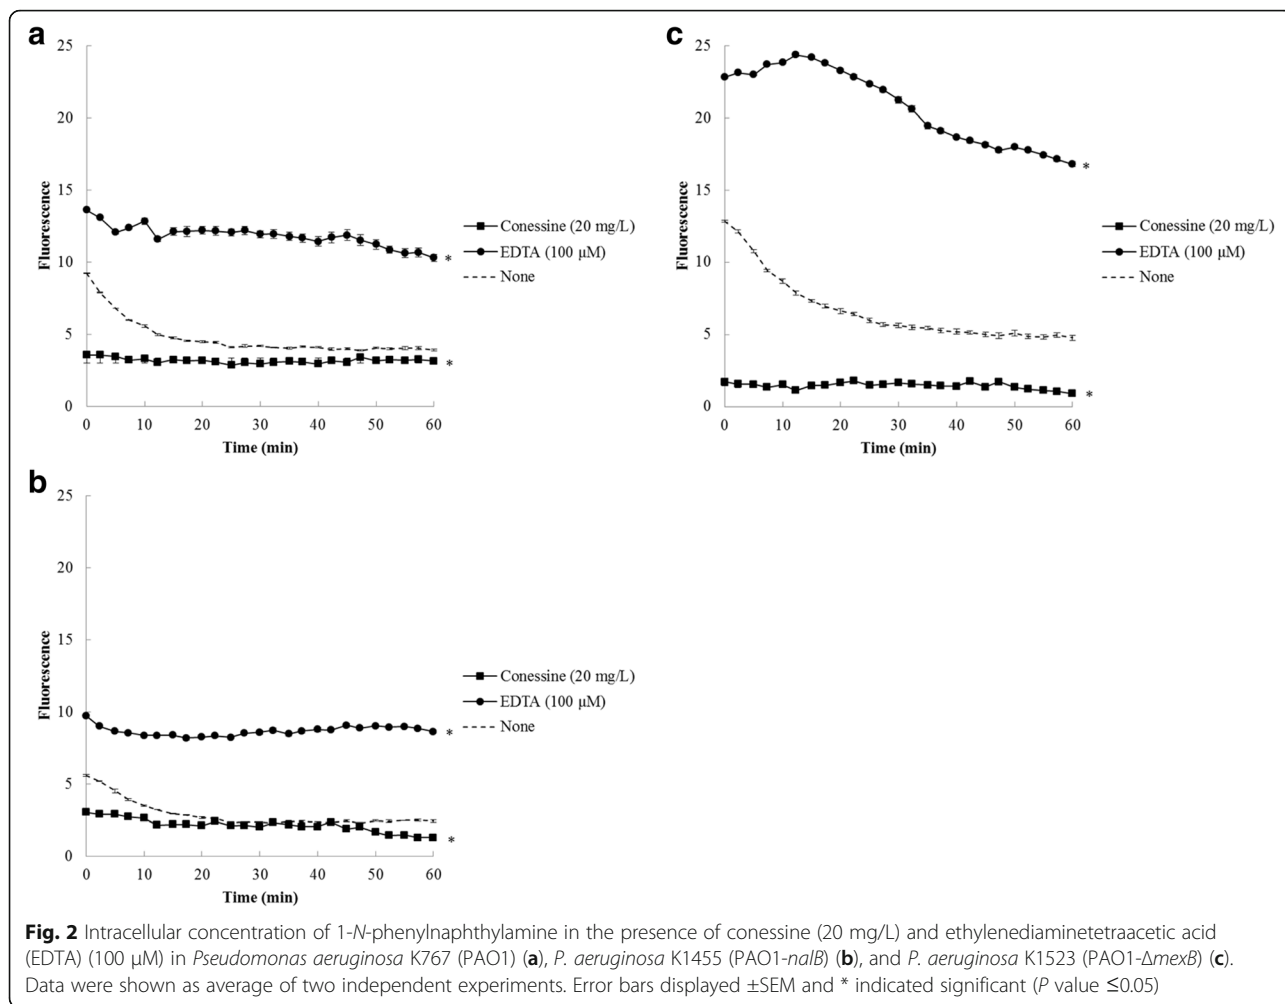 a
25
20
15
10
5
0
Fluorescence
0 10 20 30 40 50 60
Time (min)
Conessine (20 mg/L)
EDTA (100 µM)
None
*
*
c
25
20
15
10
5
0
Fluorescence
0 10 20 30 40 50 60
Time (min)
Conessine (20 mg/L)
EDTA (100 µM)
None
*
*
b
25
20
15
10
5
0
Fluorescence
0 10 20 30 40 50 60
Time (min)
Conessine (20 mg/L)
EDTA (100 µM)
None
*
*
Fig. 2 Intracellular concentration of 1-N-phenylnaphthylamine in the presence of conessine (20 mg/L) and ethylenediaminetetraacetic acid
(EDTA) (100 µM) in Pseudomonas aeruginosa K767 (PAO1) (a), P. aeruginosa K1455 (PAO1-nalB) (b), and P. aeruginosa K1523 (PAO1-ΔmexB) (c).
Data were shown as average of two independent experiments. Error bars displayed ±SEM and * indicated significant (P value ≤0.05)